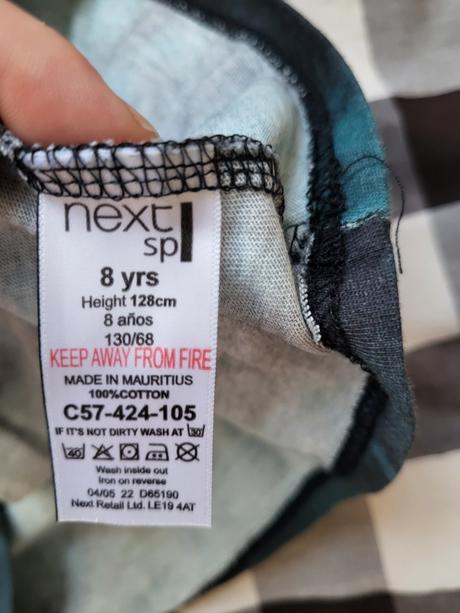 next
sp
8 yrs
Height 128cm
8 años
130/68
KEEP AWAY FROM FIRE
MADE IN MAURITIUS
100%COTTON
C57-424-105
IF IT'S NOT DIRTY WASH AT 30
40
Wash inside out
Iron on reverse
04/05 22 D65190
Next Retail Ltd. LE19 4AT